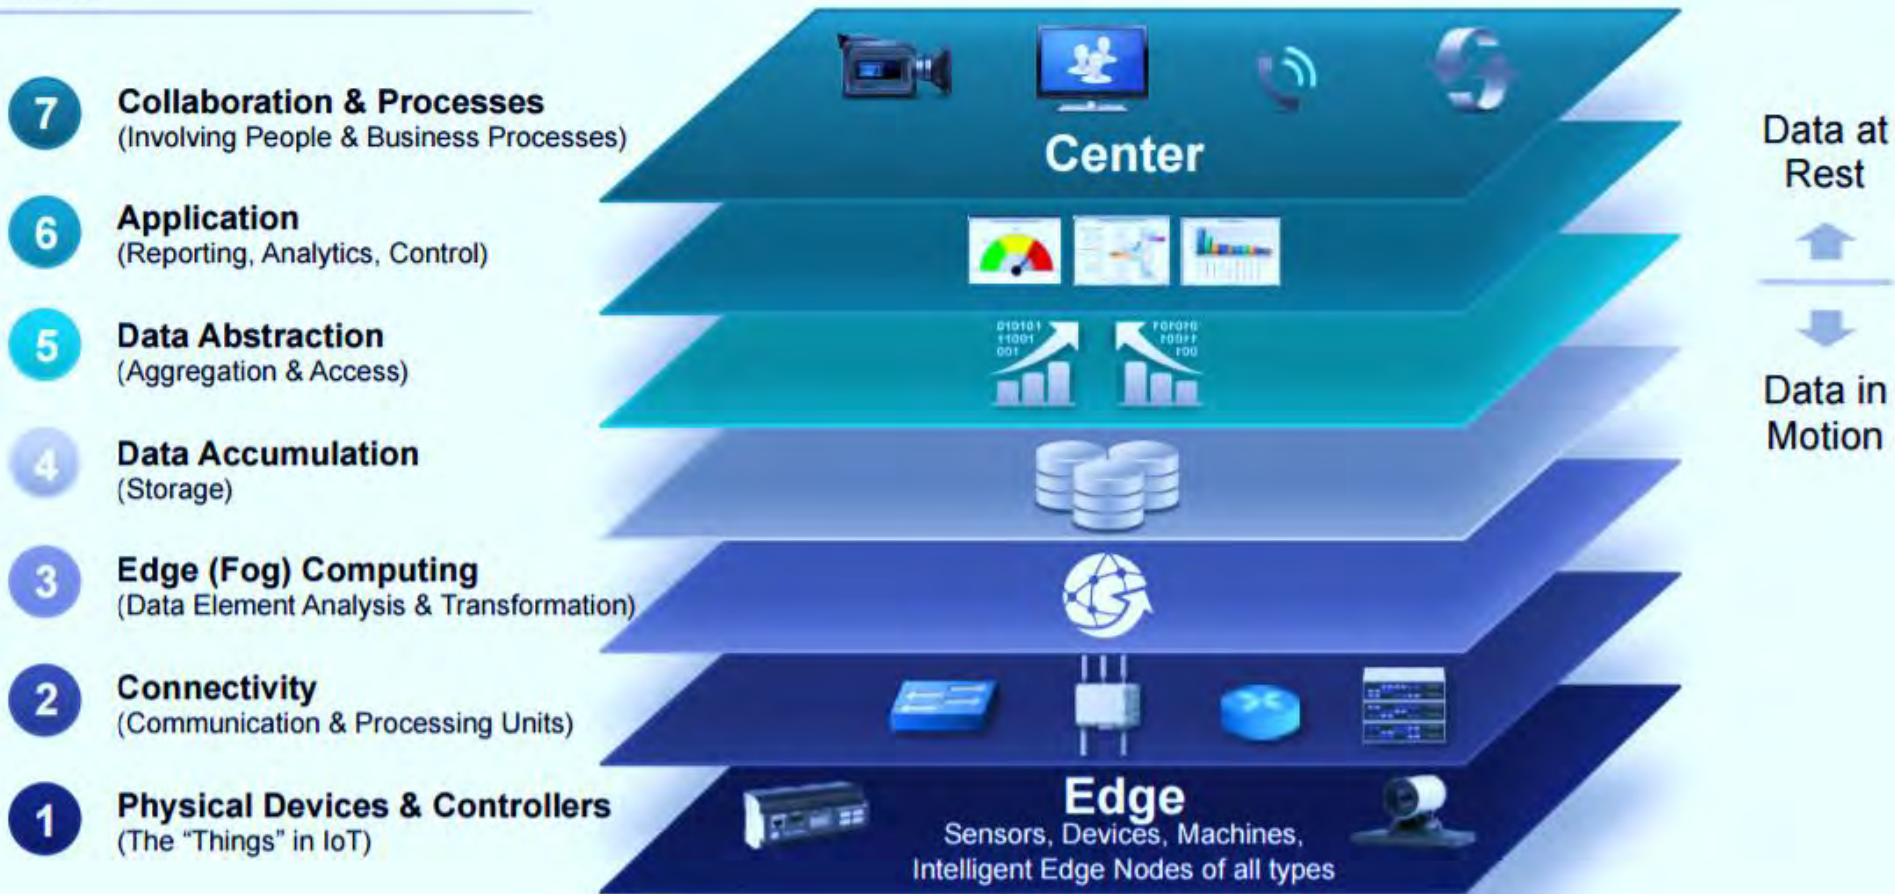 7
Collaboration & Processes
(Involving People & Business Processes)
6
Application
(Reporting, Analytics, Control)
5
Data Abstraction
(Aggregation & Access)
4
Data Accumulation
(Storage)
3
Edge (Fog) Computing
(Data Element Analysis & Transformation)
2
Connectivity
(Communication & Processing Units)
1
Physical Devices & Controllers
(The “Things” in IoT)
Center
010101
11001
001
Edge
Sensors, Devices, Machines,
Intelligent Edge Nodes of all types
Data at
Rest
Data in
Motion